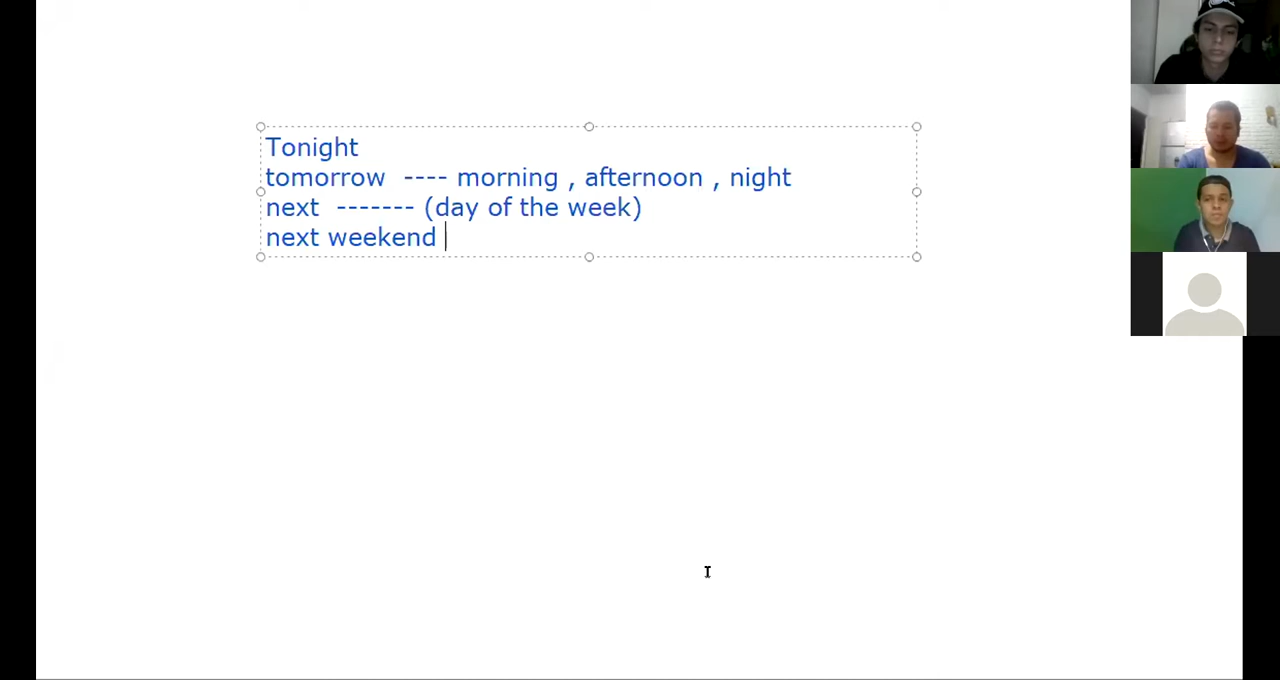 Tonight
tomorrow  ---- morning , afternoon , night
next  ------- (day of the week)
next weekend